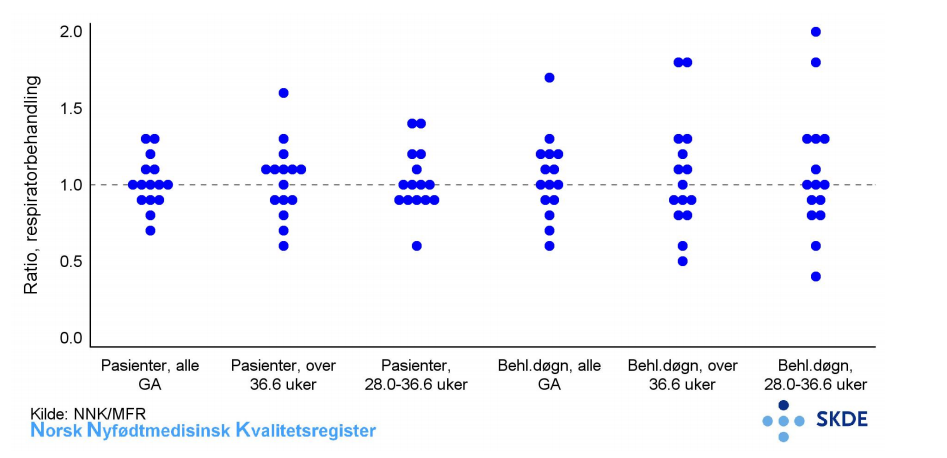 Ratio, respiratorbehandling
2.0
1.5
1.0
0.5
0.0
Pasienter, alle
GA
Pasienter, over
36.6 uker
Pasienter,
28.0-36.6 uker
Behl.døgn, alle
GA
Behl.døgn, over
36.6 uker
Behl.døgn,
28.0-36.6 uker
Kilde: NNK/MFR
Norsk Nyfødtmedisinsk Kvalitetsregister
SKDE